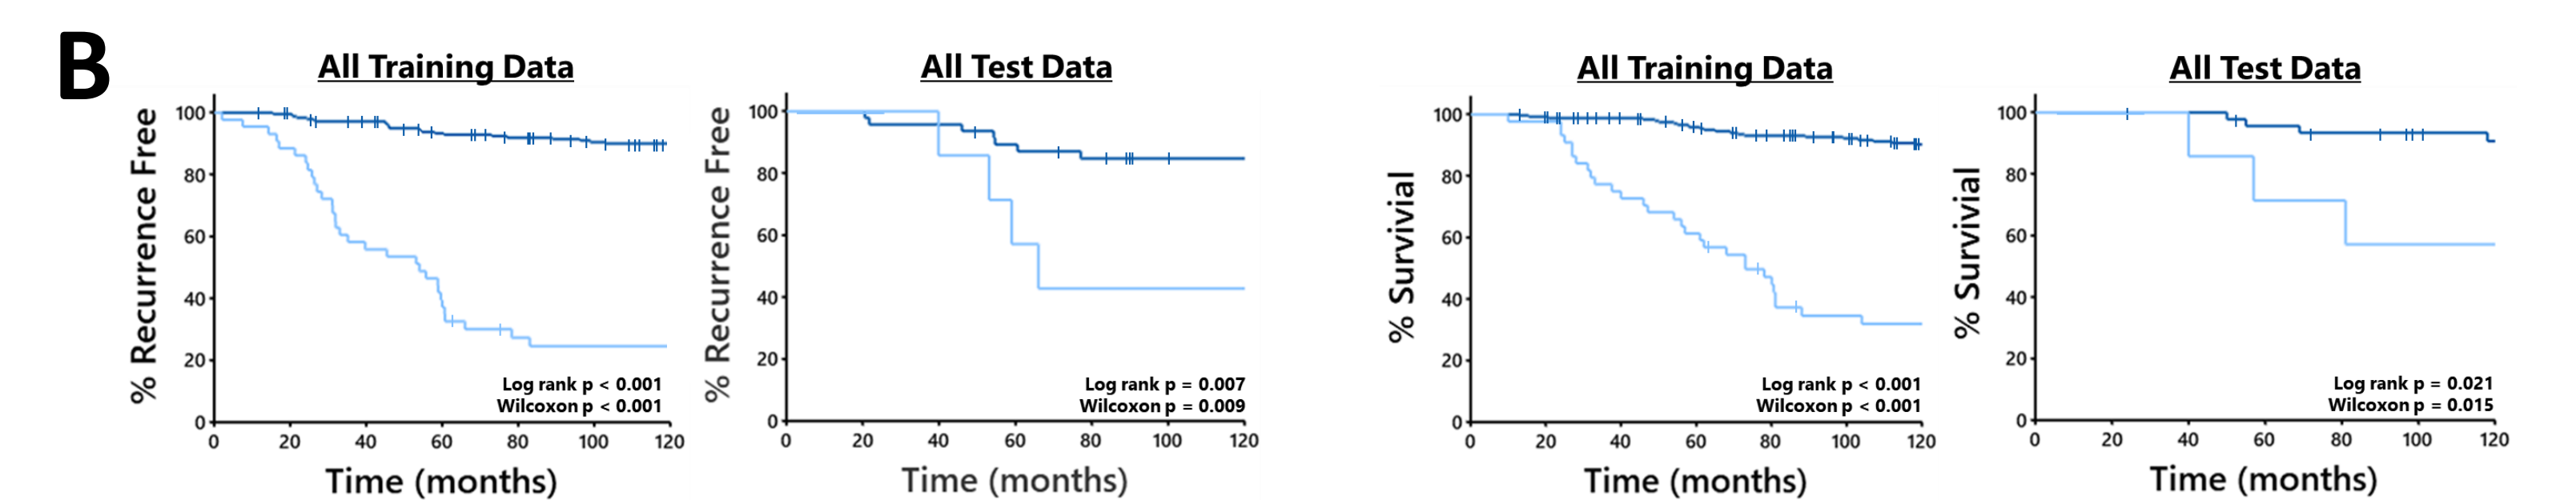 B
All Training Data
% Recurrence Free
100
80
60
40
20
0
0 20 40 60 80 100 120
Log rank p < 0.001
Wilcoxon p < 0.001
Time (months)
All Test Data
% Recurrence Free
100
80
60
40
20
0
0 20 40 60 80 100 120
Log rank p = 0.007
Wilcoxon p = 0.009
Time (months)
All Training Data
% Survivial
100
80
60
40
20
0
0 20 40 60 80 100 120
Log rank p < 0.001
Wilcoxon p < 0.001
Time (months)
All Test Data
% Survivial
100
80
60
40
20
0
0 20 40 60 80 100 120
Log rank p = 0.021
Wilcoxon p = 0.015
Time (months)